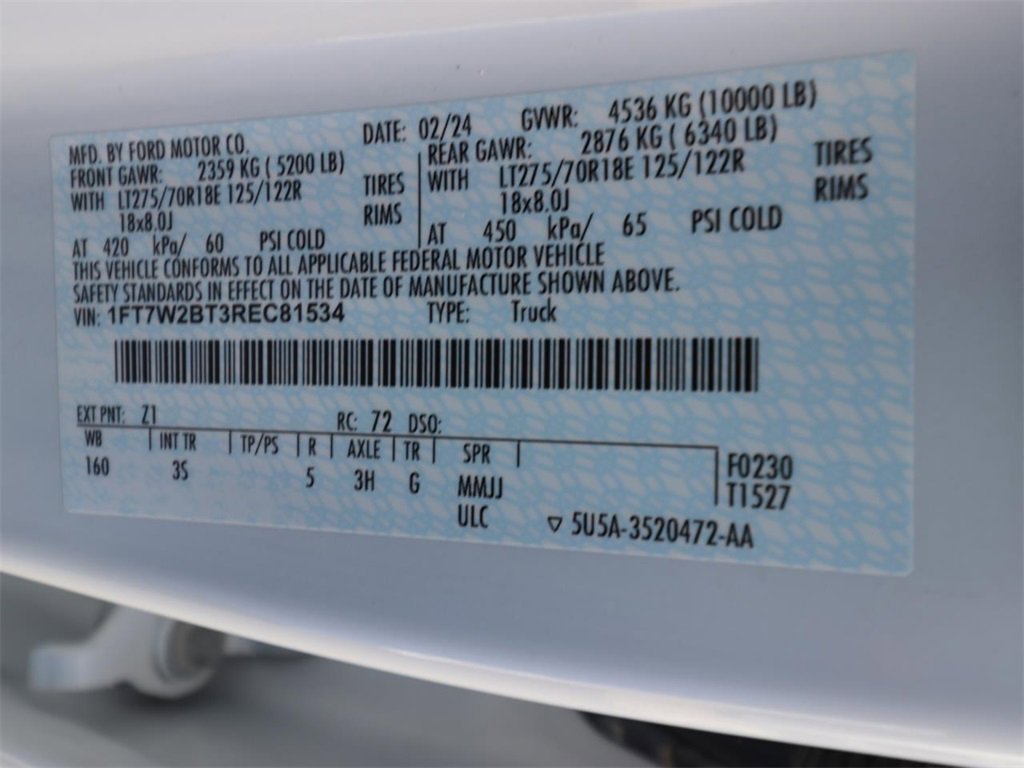 MFD. BY FORD MOTOR CO. DATE: 02/24 GVWR: 4536 KG (10000 LB)
FRONT GAWR: 2359 KG ( 5200 LB) REAR GAWR: 2876 KG ( 6340 LB)
WITH LT275/70R18E 125/122R TIRES WITH LT275/70R18E 125/122R TIRES
18x8.0J RIMS 18x8.0J RIMS
AT 420 kPa/ 60 PSI COLD AT 450 kPa/ 65 PSI COLD
THIS VEHICLE CONFORMS TO ALL APPLICABLE FEDERAL MOTOR VEHICLE
SAFETY STANDARDS IN EFFECT ON THE DATE OF MANUFACTURE SHOWN ABOVE.
VIN: 1FT7W2BT3REC81534 TYPE: Truck
EXT PNT: Z1 RC: 72 DSO:
WB INT TR TP/PS R AXLE TR SPR F0230
160 3S 5 3H G MMJJ T1527
ULC ▽ 5U5A-3520472-AA